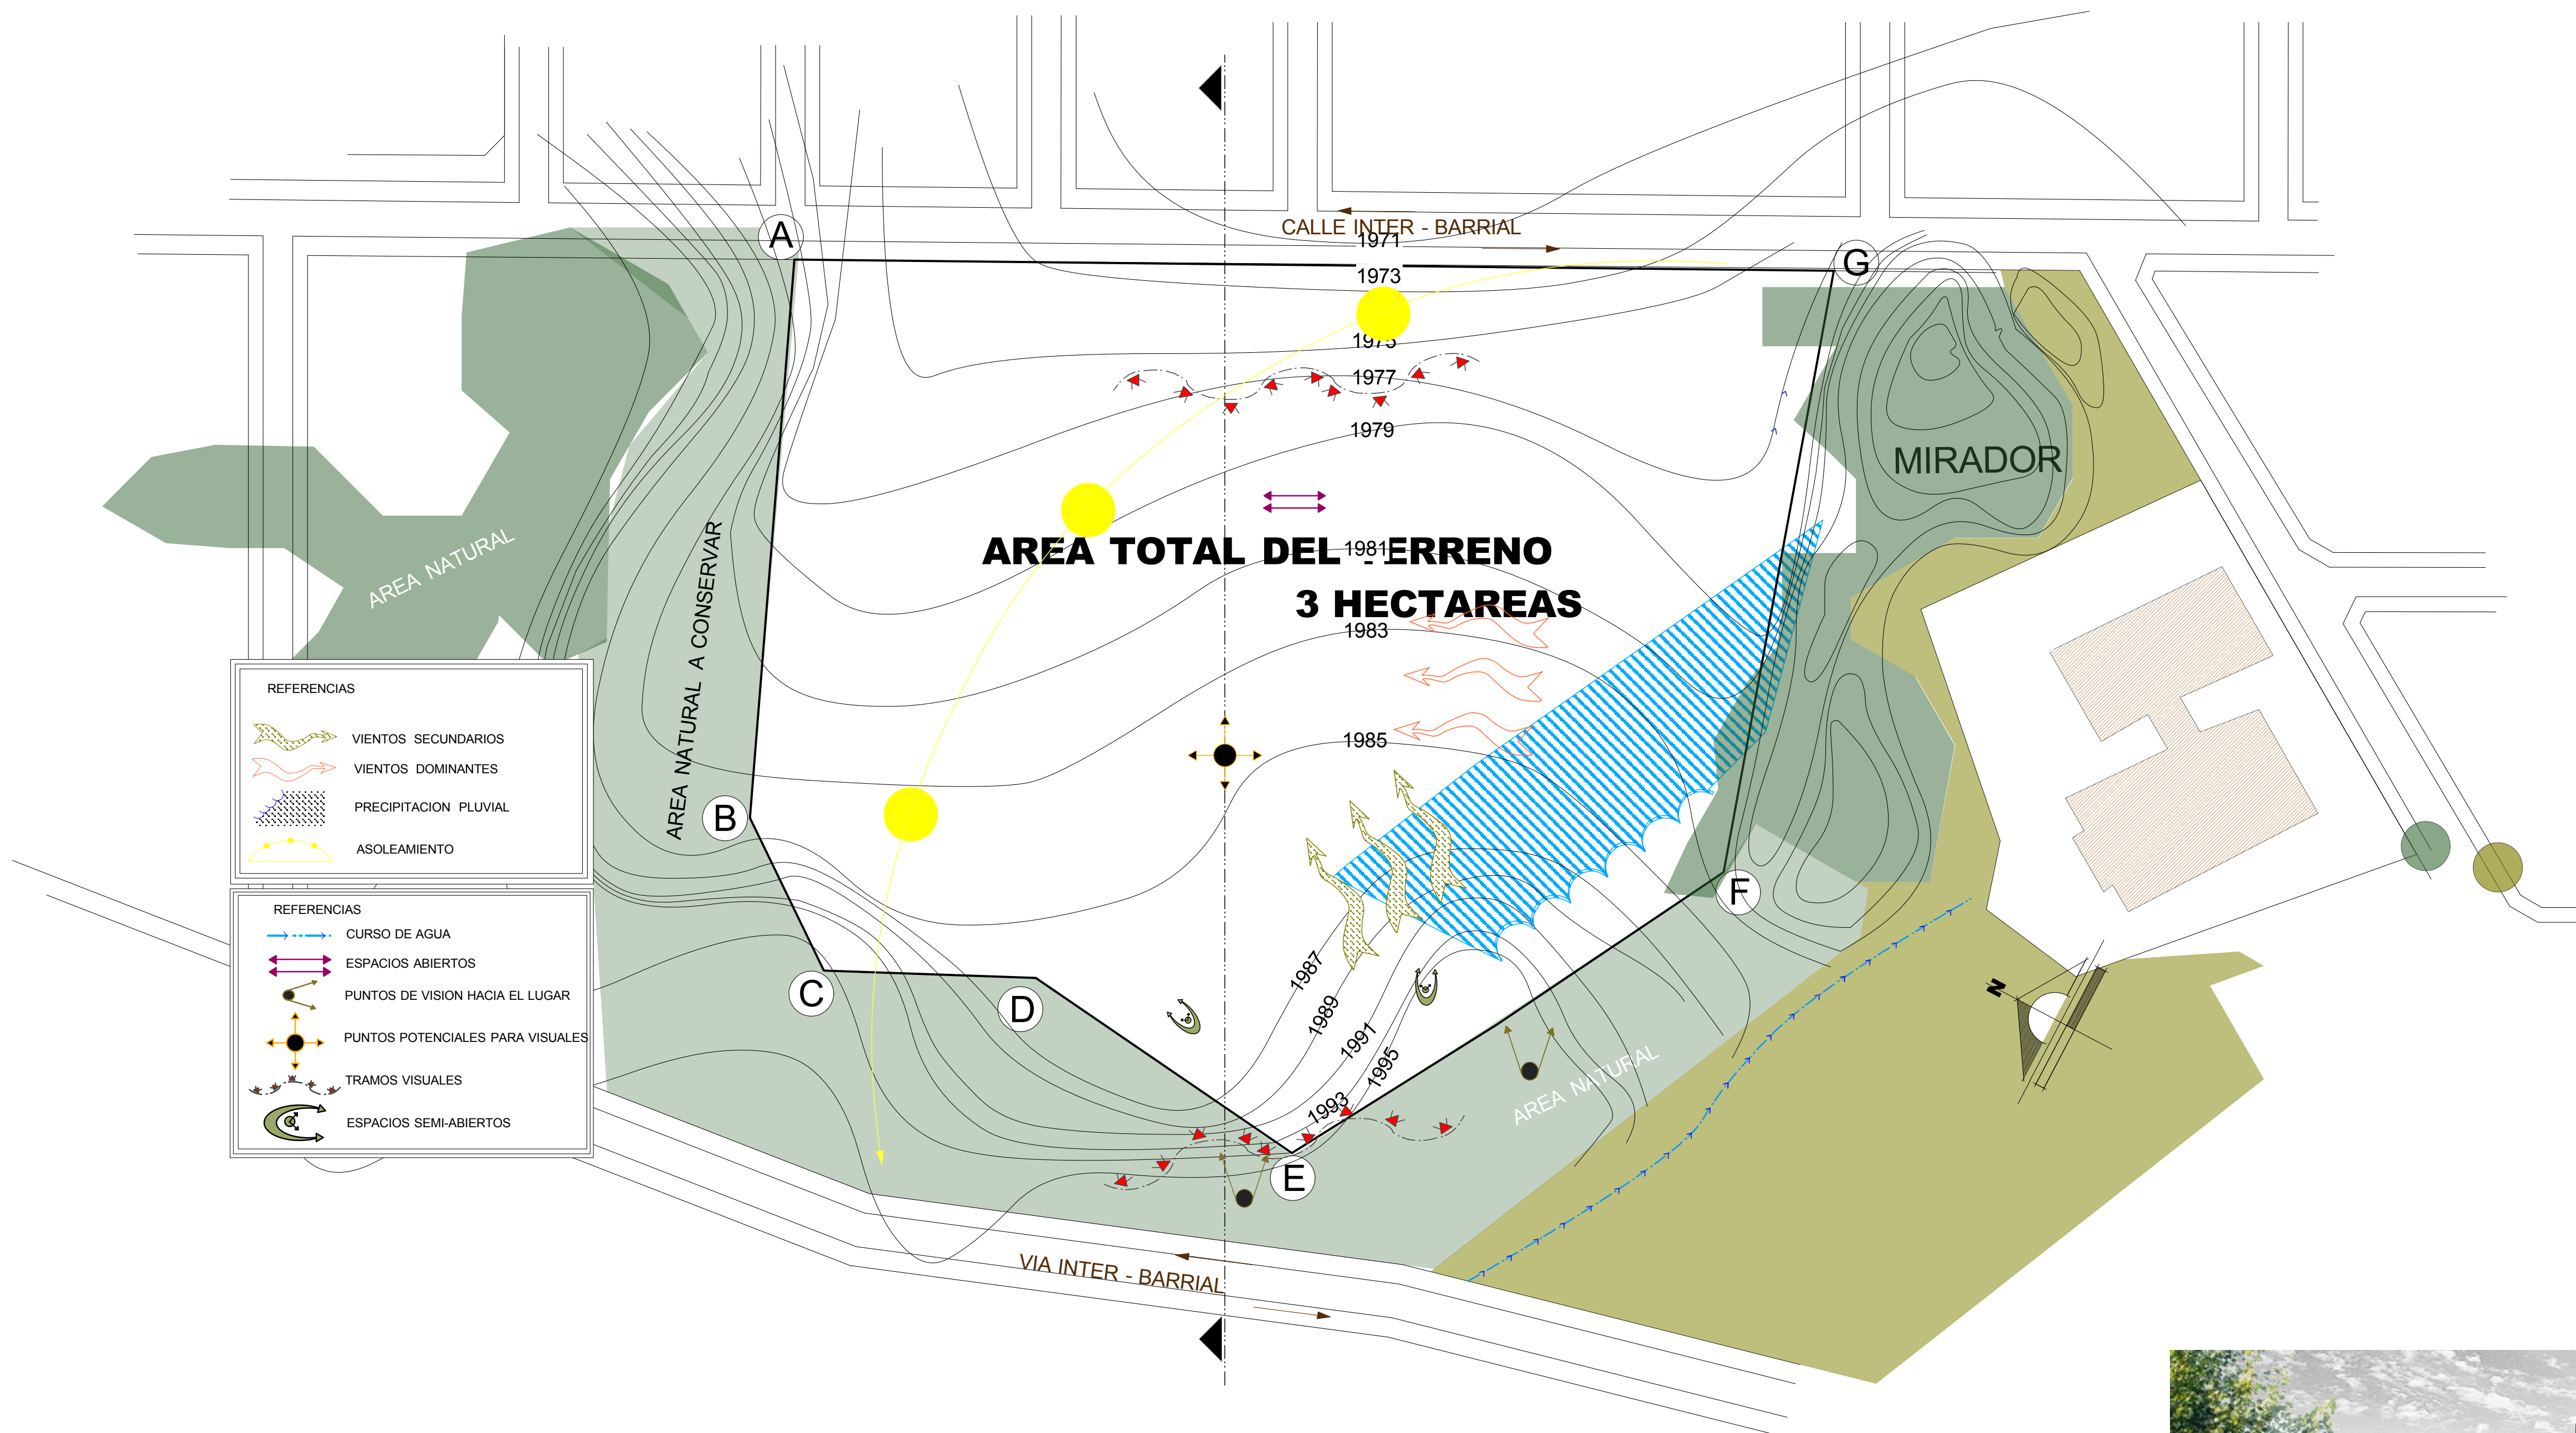 CALLE INTER - BARRIAL
A
1971
G
1973
1975
1977
1979
MIRADOR
AREA NATURAL
AREA NATURAL A CONSERVAR
AREA TOTAL DEL TERRENO
1981
3 HECTAREAS
1983
1985
REFERENCIAS
VIENTOS SECUNDARIOS
VIENTOS DOMINANTES
PRECIPITACION PLUVIAL
ASOLEAMIENTO
B
F
REFERENCIAS
CURSO DE AGUA
ESPACIOS ABIERTOS
PUNTOS DE VISION HACIA EL LUGAR
PUNTOS POTENCIALES PARA VISUALES
TRAMOS VISUALES
ESPACIOS SEMI-ABIERTOS
C
D
1987
1989
1991
1995
1993
N
AREA NATURAL
E
VIA INTER - BARRIAL